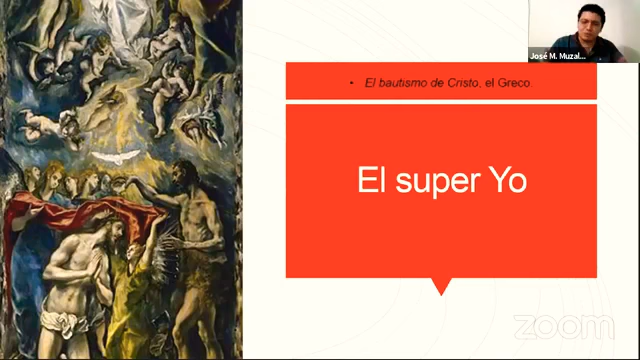 José M. Muzal...
• El bautismo de Cristo, el Greco.
El super Yo
zoom